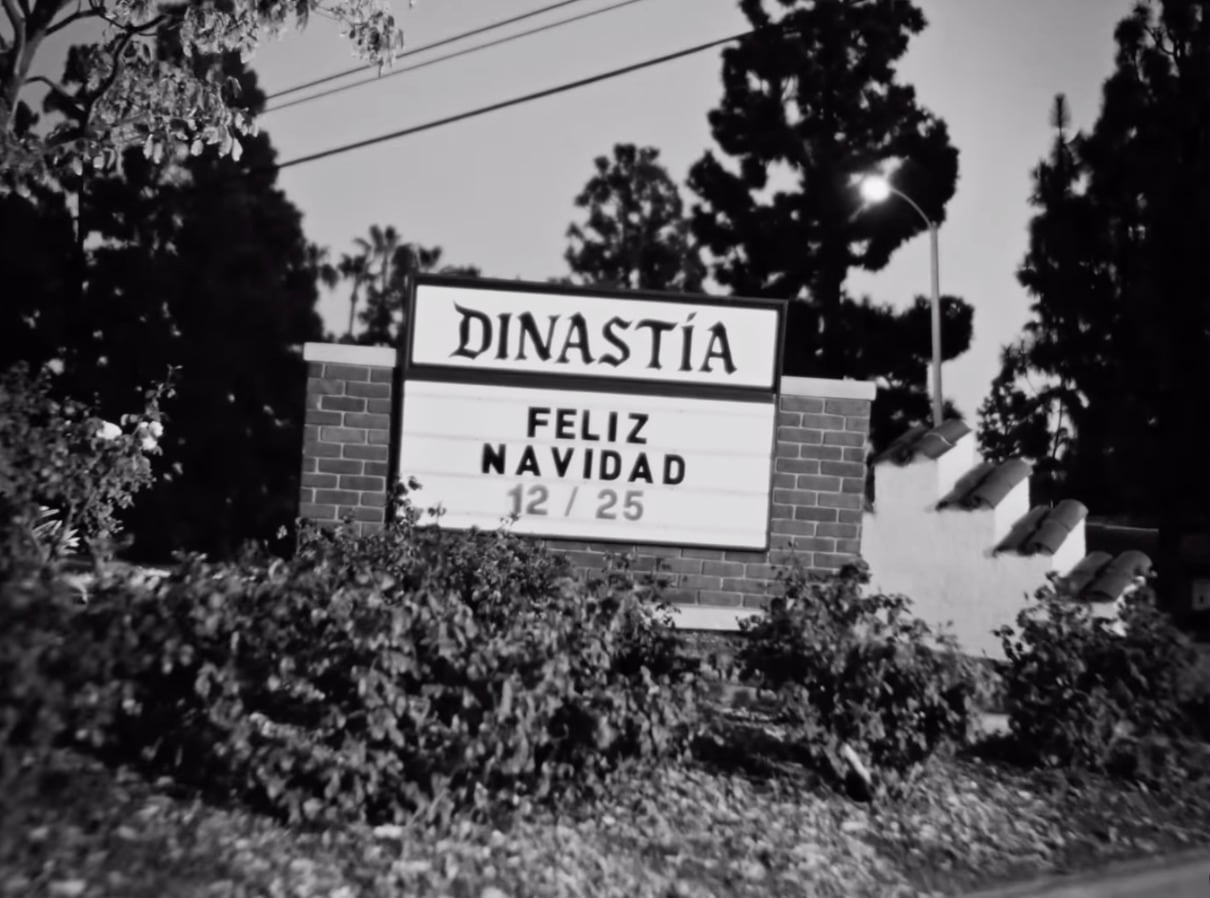 DINASTÍA
FELIZ
NAVIDAD
12 / 25